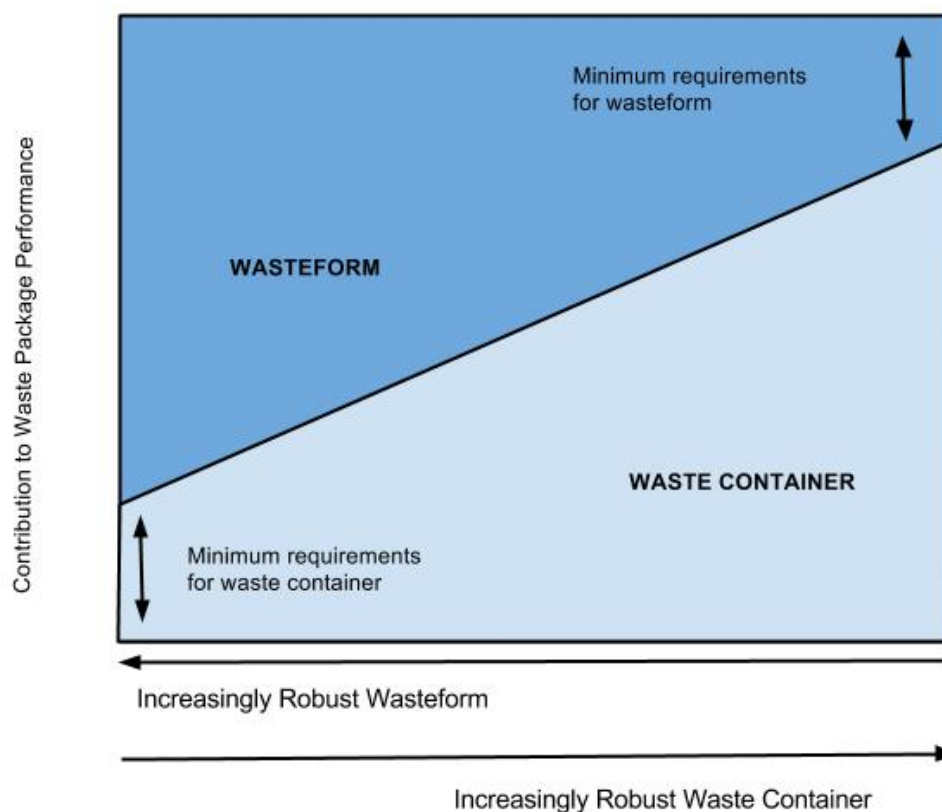 Contribution to Waste Package Performance
Minimum requirements
for wasteform
WASTEFORM
WASTE CONTAINER
Minimum requirements
for waste container
Increasingly Robust Wasteform
Increasingly Robust Waste Container